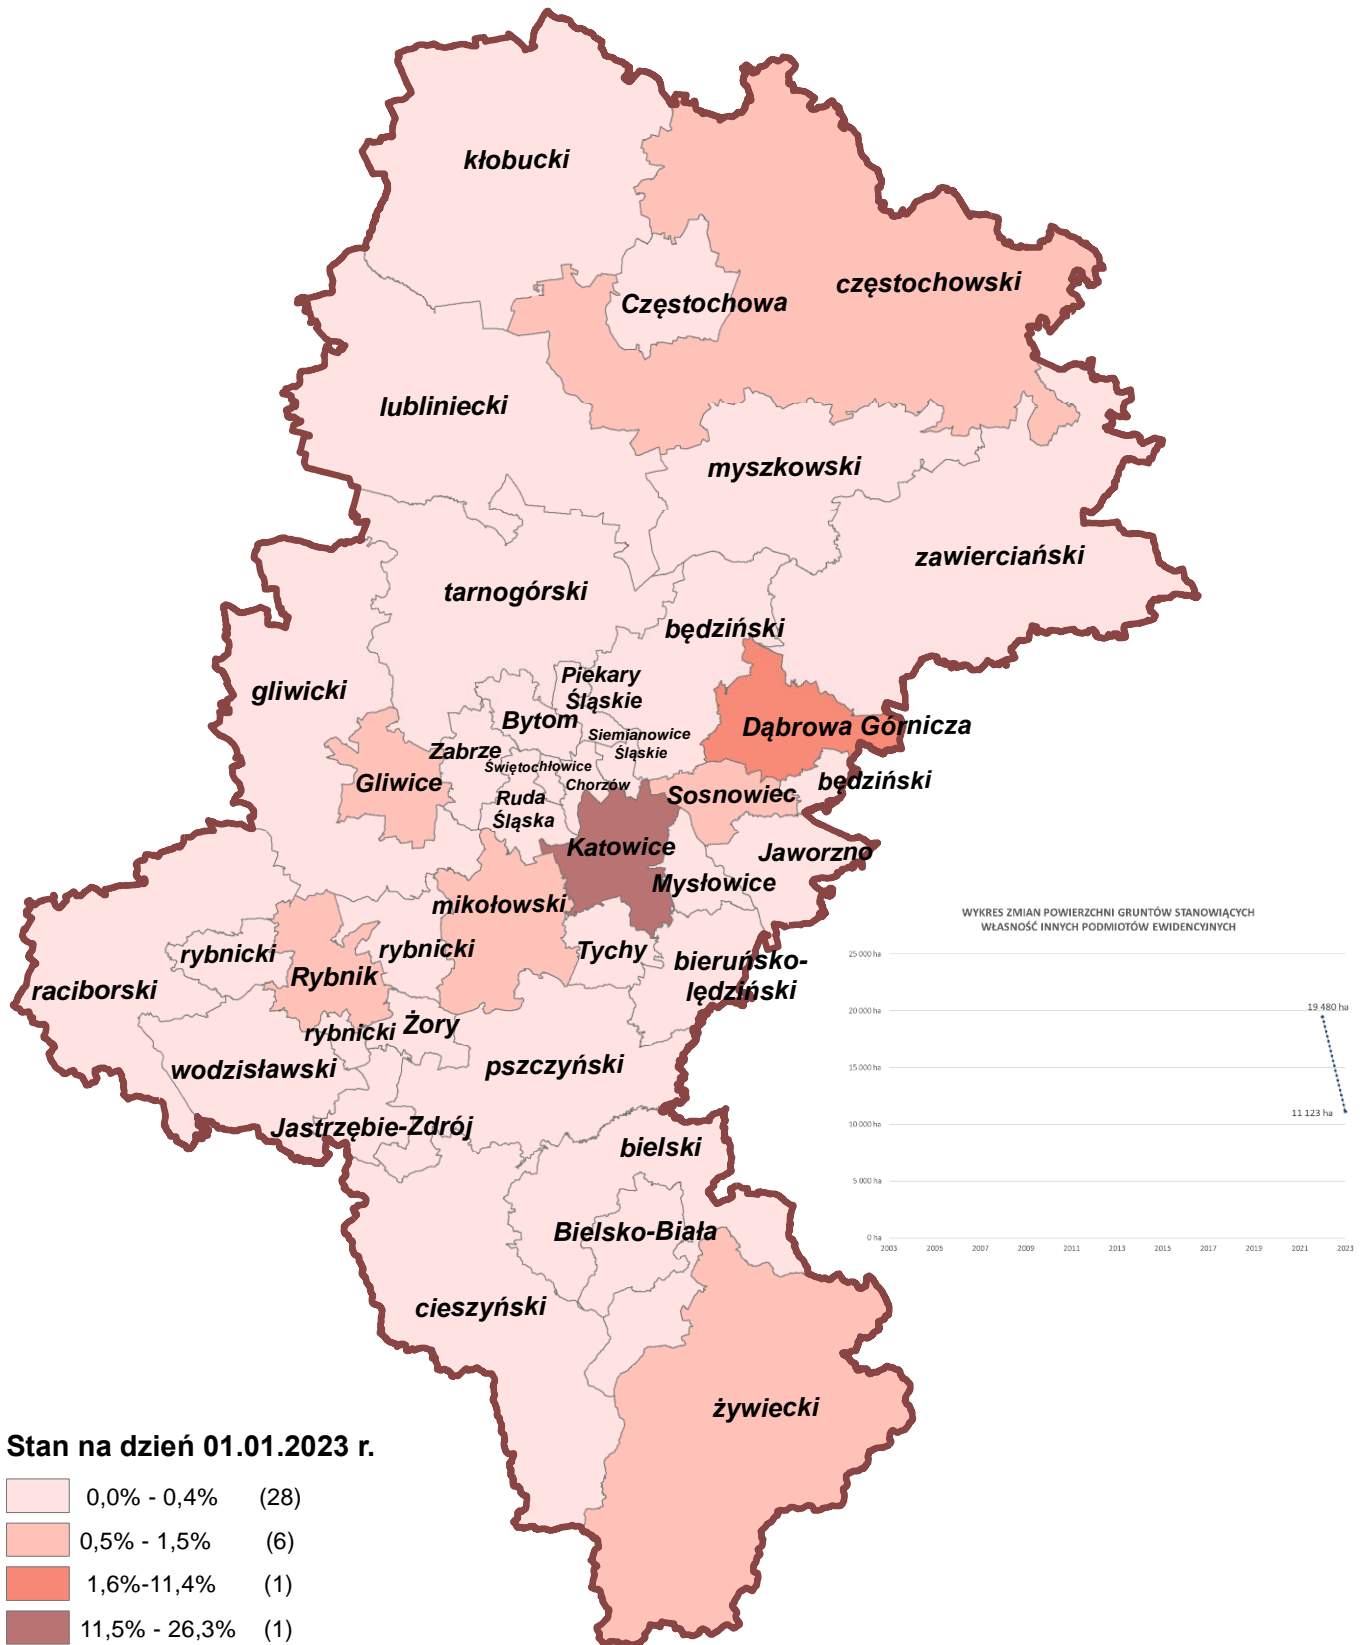 kłobucki
częstochowski
Częstochowa
lubliniecki
myszkowski
zawierciański
tarnogórski
będziński
gliwicki
Piekary
Śląskie
Bytom
Siemianowice
Śląskie
Dąbrowa Górnicza
Zabrze
Świętochłowice
Chorzów
Gliwice
będziński
Sosnowiec
Ruda
Śląska
Katowice
Jaworzno
Mysłowice
mikołowski
rybnicki
rybnicki
Tychy
bieruńsko-
lędziński
Rybnik
raciborski
rybnicki
Żory
wodzisławski
pszczyński
Jastrzębie-Zdrój
bielski
Bielsko-Biała
cieszyński
żywiecki
WYKRES ZMIAN POWIERZCHNI GRUNTÓW STANOWIĄCYCH
WŁASNOŚĆ INNYCH PODMIOTÓW EWIDENCYJNYCH
25 000 ha
20 000 ha
15 000 ha
10 000 ha
5 000 ha
0 ha
19 480 ha
11 123 ha
2003 2005 2007 2009 2011 2013 2015 2017 2019 2021 2023
Stan na dzień 01.01.2023 r.
0,0% - 0,4% (28)
0,5% - 1,5% (6)
1,6%-11,4% (1)
11,5% - 26,3% (1)